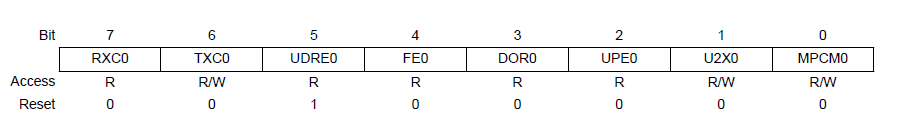 Bit 7 6 5 4 3 2 1 0
RXC0 TXC0 UDRE0 FE0 DOR0 UPE0 U2X0 MPCM0
Access R R/W R R R R R/W R/W
Reset 0 0 1 0 0 0 0 0